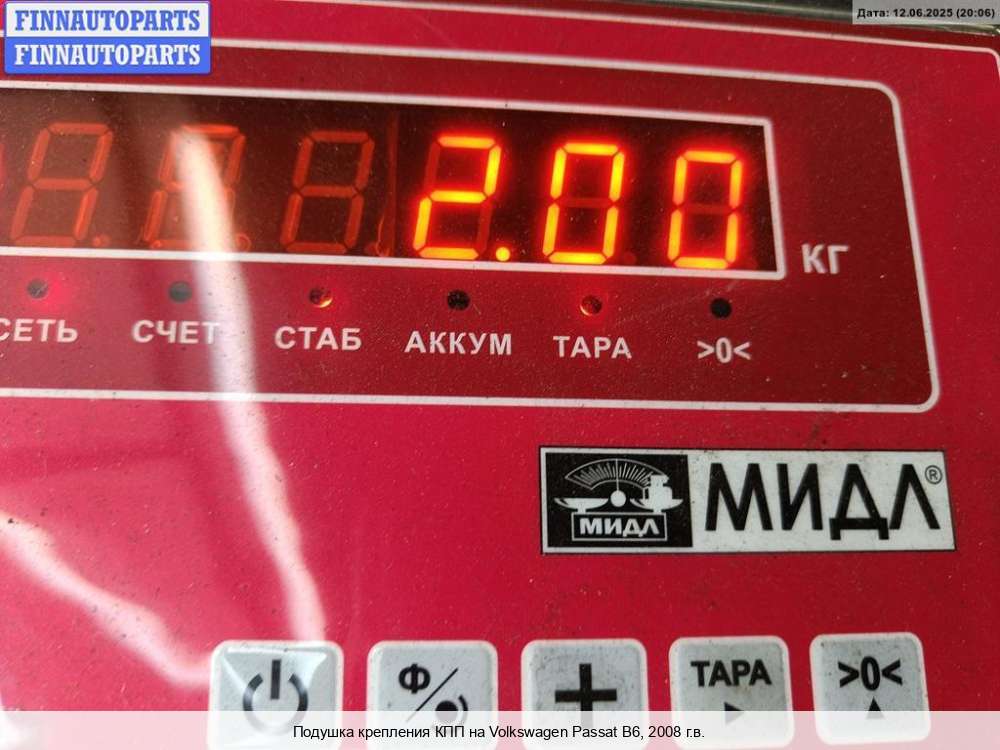 FINNAUTOPARTS
FINNAUTOPARTS
Дата: 12.06.2025 (20:06)
2.00
КГ
СЕТЬ СЧЕТ СТАБ АККУМ ТАРА >0<
МИДЛ МИДЛ®
Ф/ + ТАРА >0<
Подушка крепления КПП на Volkswagen Passat B6, 2008 г.в.